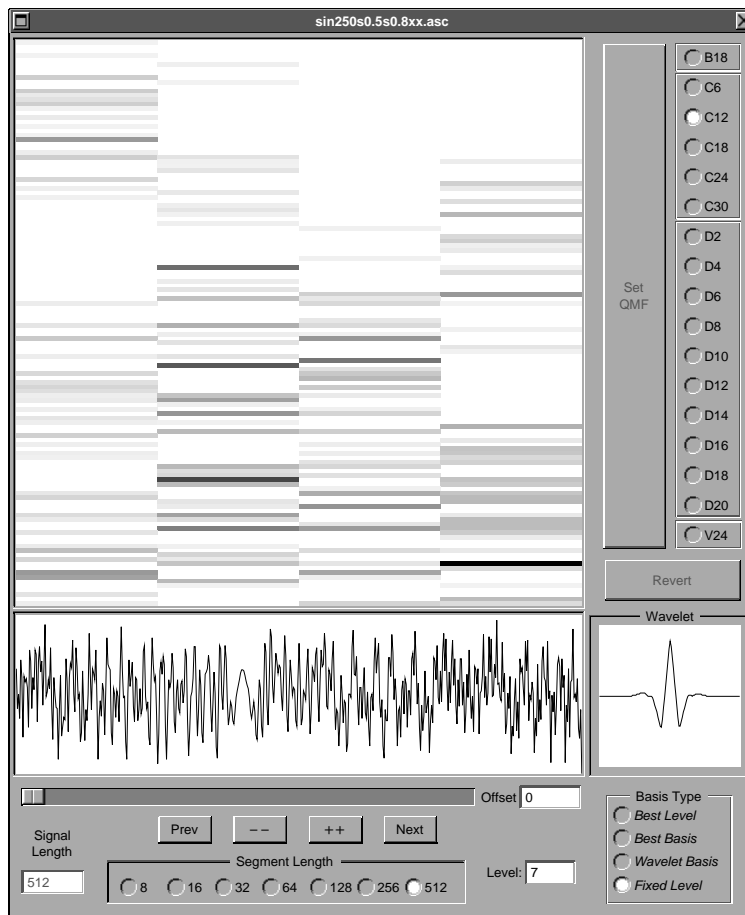 sin250s0.5s0.8xx.asc
B18
C6
C12
C18
C24
C30
D2
D4
D6
D8
D10
D12
D14
D16
D18
D20
V24
Set
QMF
Revert
Wavelet
Offset 0
Prev
- -
++
Next
Signal
Length
512
Segment Length
8 16 32 64 128 256 512
Level: 7
Basis Type
Best Level
Best Basis
Wavelet Basis
Fixed Level